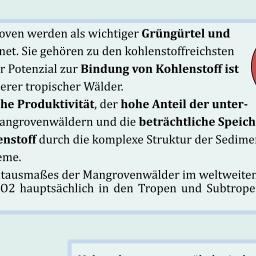 oven werden als wichtiger Grüngürtel und
net. Sie gehören zu den kohlenstoffreichsten
r Potenzial zur Bindung von Kohlenstoff ist
erer tropischer Wälder.
he Produktivität, der hohe Anteil der unter-
angrovenwäldern und die beträchtliche Speich
enstoff durch die komplexe Struktur der Sedime
eme.
tausmaßes der Mangrovenwälder im weltweiten
O2 hauptsächlich in den Tropen und Subtrope